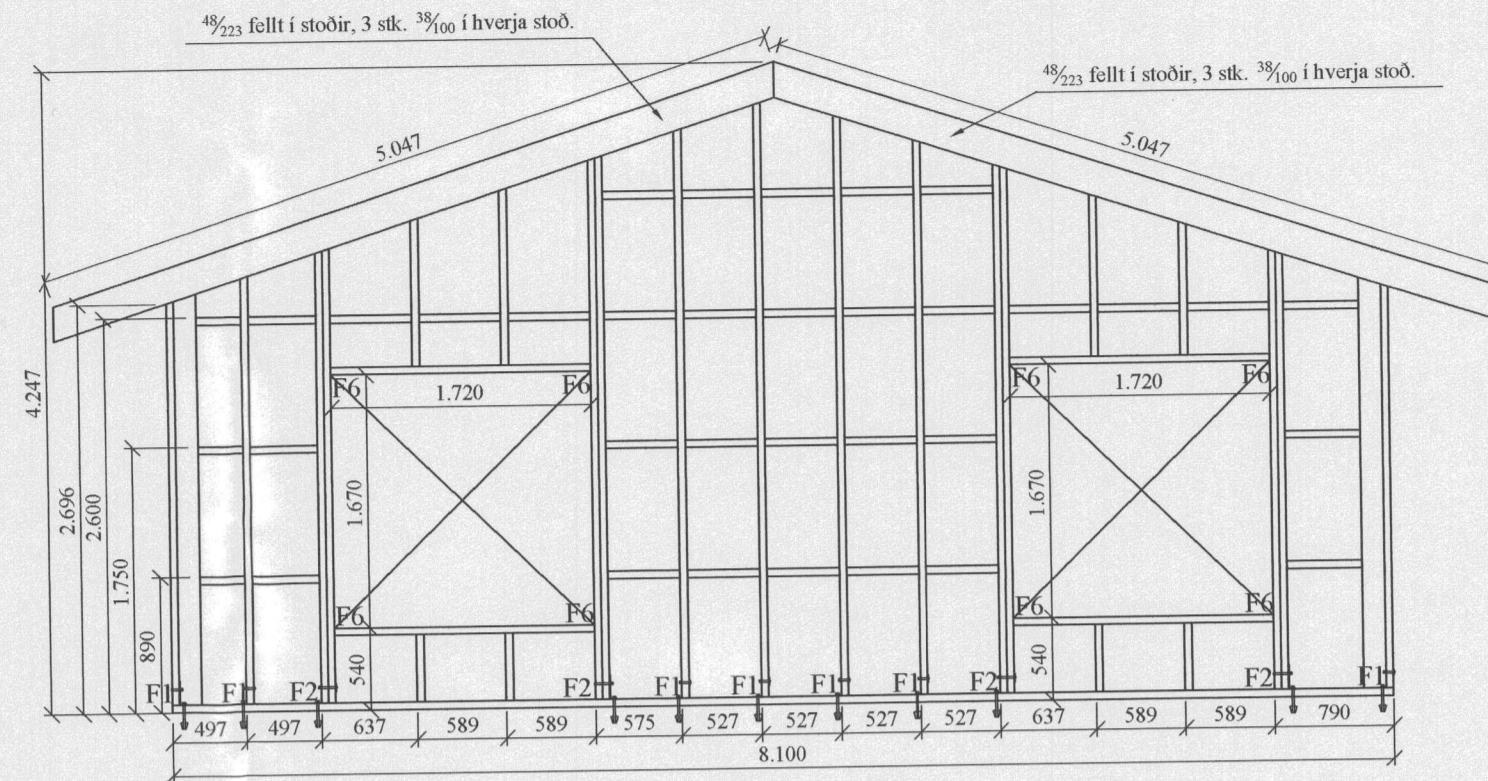 48/223 fellt í stoðir, 3 stk. 38/100 í hverja stoð.
48/223 fellt í stoðir, 3 stk. 38/100 í hverja stoð.
5.047
5.047
4.247
2.696
2.600
1.750
890
F6 F6
1.720
1.670
F6 F6
540
F6 F6
1.720
1.670
F6 F6
540
F1 F1 F2 F2 F1 F1 F1 F1 F2 F2 F1
497 497 637 589 589 575 527 527 527 527 637 589 589 790
8.100